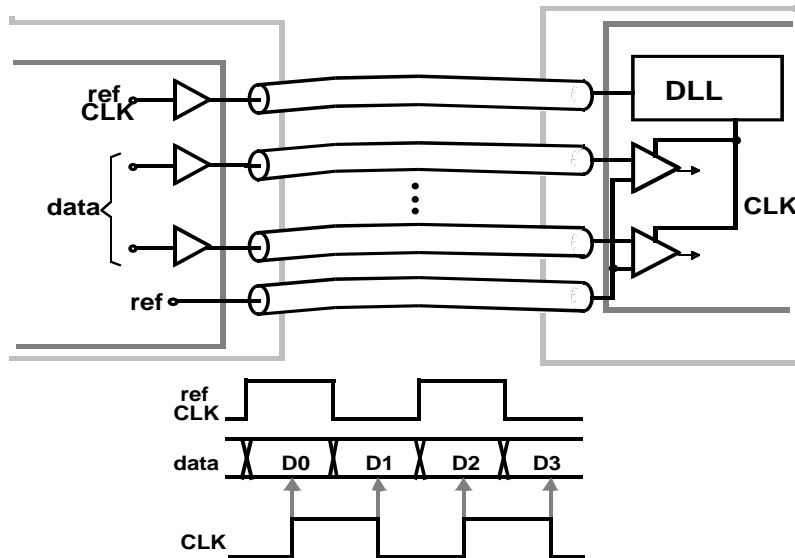 ref
CLK
DLL
data
CLK
ref
ref
CLK
data
D0 D1 D2 D3
CLK